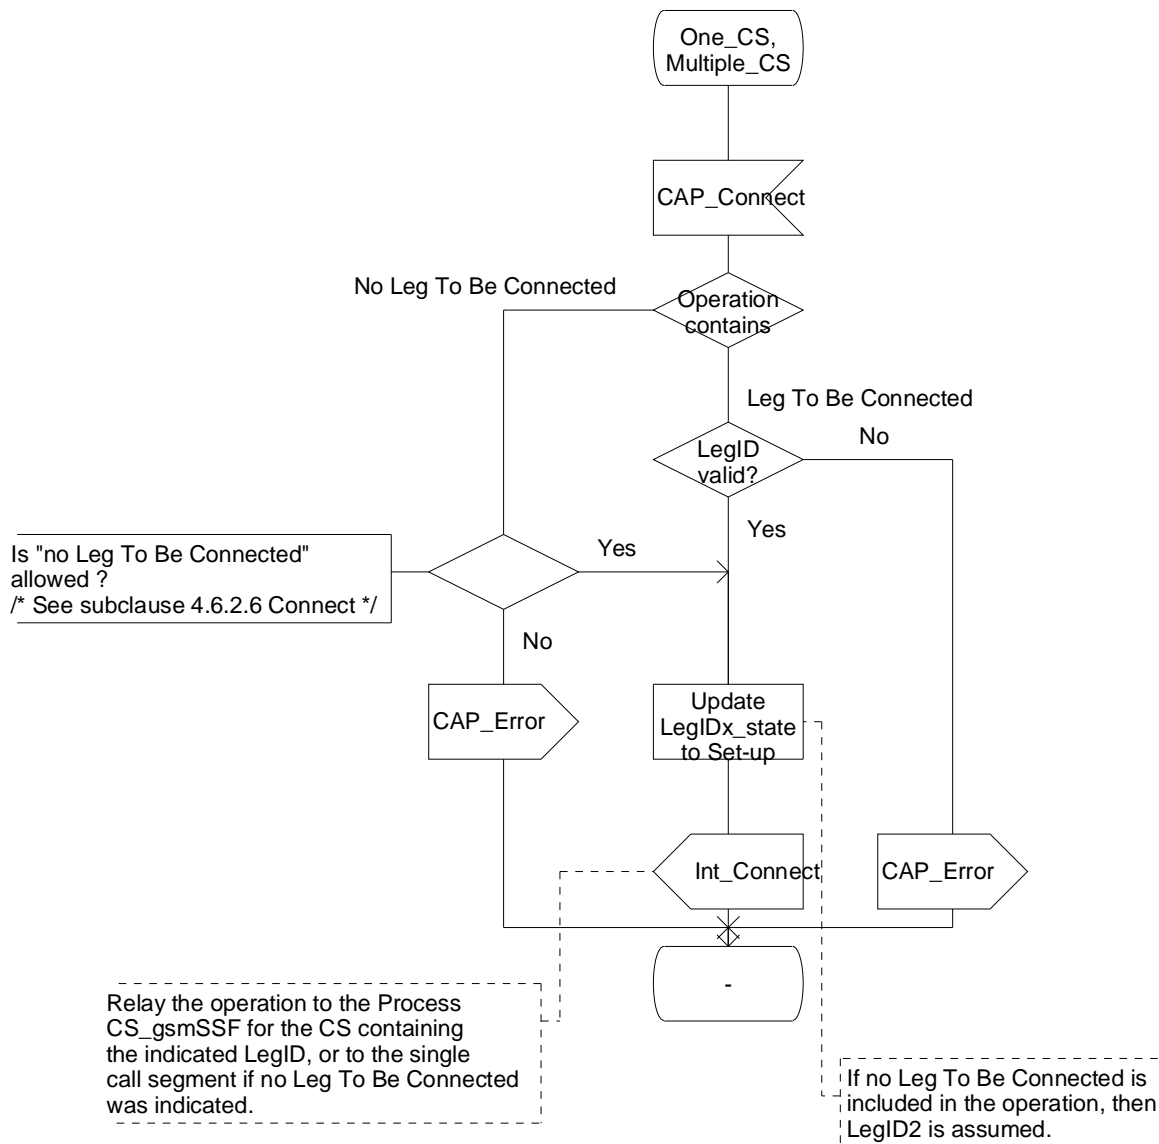 One_CS,
Multiple_CS
CAP_Connect
No Leg To Be Connected
Operation
contains
Leg To Be Connected
No
LegID
valid?
Yes
Is "no Leg To Be Connected"
allowed ?
/* See subclause 4.6.2.6 Connect */
Yes
No
CAP_Error
Update
LegIDx_state
to Set-up
Int_Connect
CAP_Error
-
Relay the operation to the Process
CS_gsmSSF for the CS containing
the indicated LegID, or to the single
call segment if no Leg To Be Connected
was indicated.
If no Leg To Be Connected is
included in the operation, then
LegID2 is assumed.